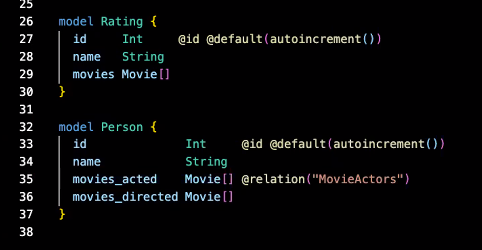 25
26 model Rating {
27 id Int @id @default(autoincrement())
28 name String
29 movies Movie[]
30 }
31
32 model Person {
33 id Int @id @default(autoincrement())
34 name String
35 movies_acted Movie[] @relation("MovieActors")
36 movies_directed Movie[]
37 }
38